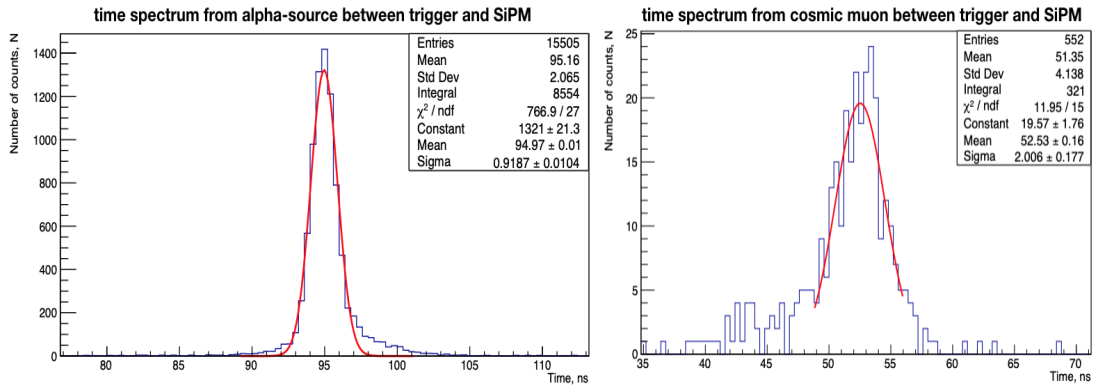 time spectrum from alpha-source between trigger and SiPM
Number of counts, N
1400
1200
1000
800
600
400
200
0
80 85 90 95 100 105 110
Time, ns
Entries 15505
Mean 95.16
Std Dev 2.065
Integral 8554
χ² / ndf 766.9 / 27
Constant 1321 ± 21.3
Mean 94.97 ± 0.01
Sigma 0.9187 ± 0.0104
time spectrum from cosmic muon between trigger and SiPM
Number of counts, N
25
20
15
10
5
0
35 40 45 50 55 60 65 70
Time, ns
Entries 552
Mean 51.35
Std Dev 4.138
Integral 321
χ² / ndf 11.95 / 15
Constant 19.57 ± 1.76
Mean 52.53 ± 0.16
Sigma 2.006 ± 0.177